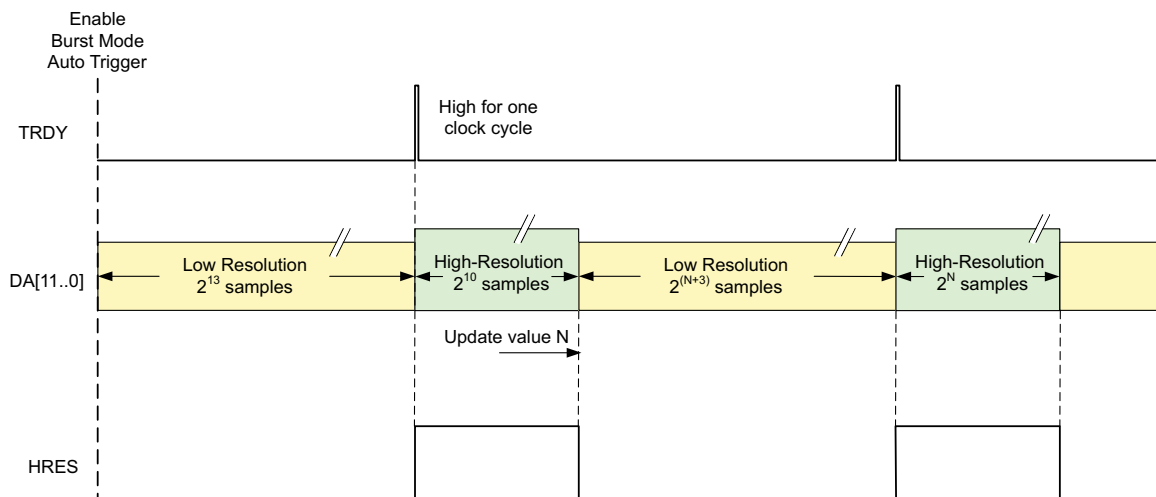 Enable
Burst Mode
Auto Trigger
TRDY
High for one
clock cycle
DA[11..0]
Low Resolution
2^13 samples
High-Resolution
2^10 samples
Low Resolution
2^(N+3) samples
High-Resolution
2^N samples
Update value N
HRES